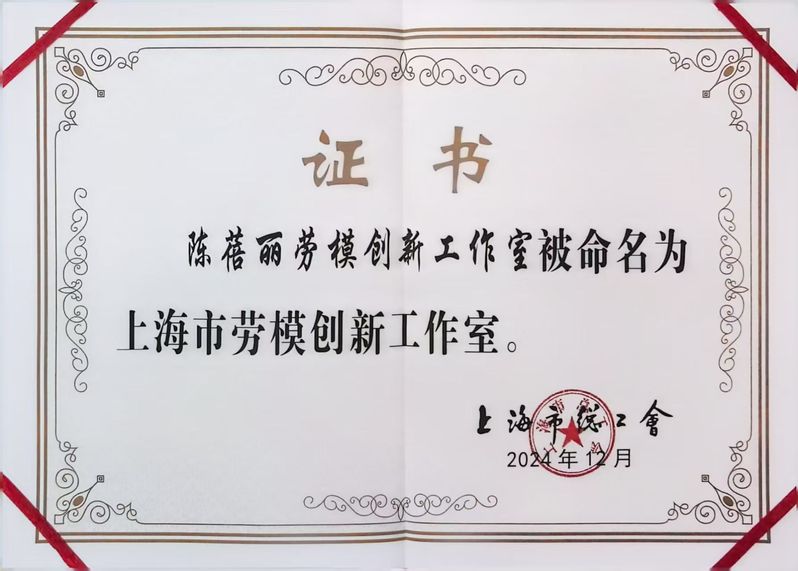 证书
陈蓓丽劳模创新工作室被命名为
上海市劳模创新工作室。
上海市总工會
2024年12月